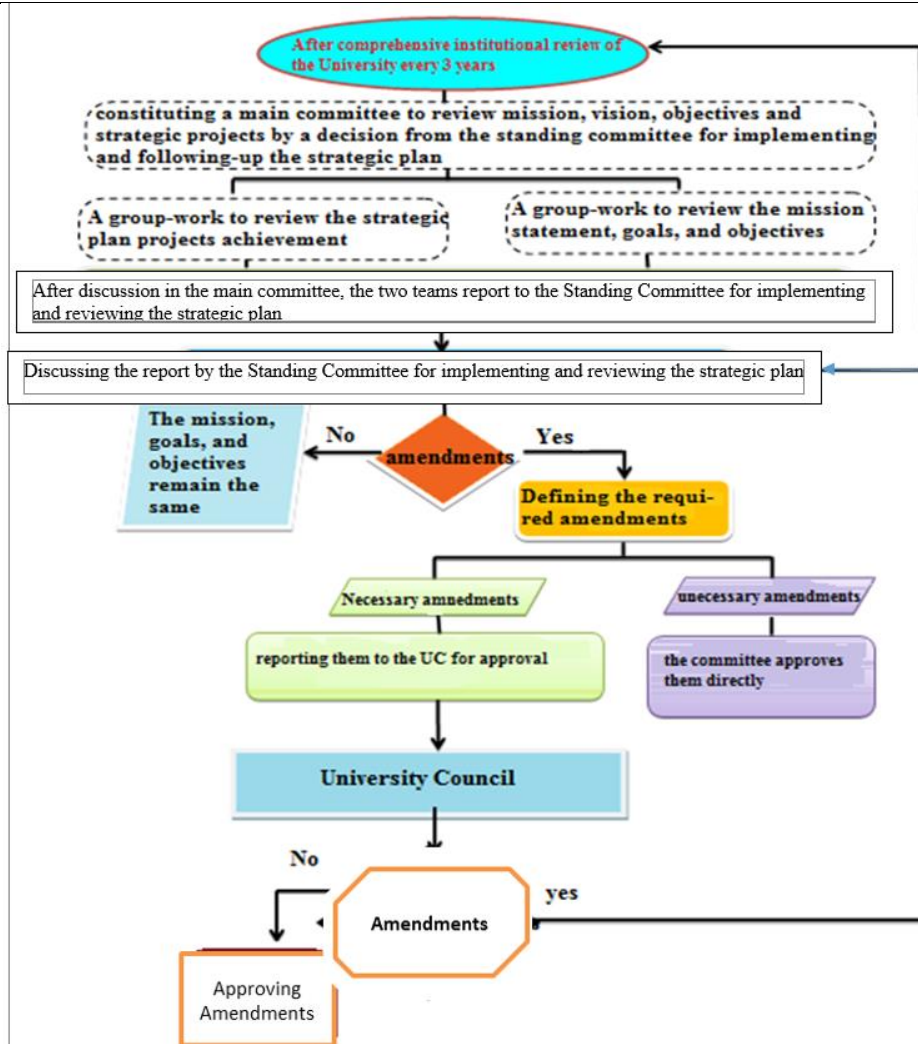 After comprehensive institutional review of
the University every 3 years
constituting a main committee to review mission, vision, objectives and
strategic projects by a decision from the standing committee for implementing
and following-up the strategic plan
A group-work to review the strategic
plan projects achievement
A group-work to review the mission
statement, goals, and objectives
After discussion in the main committee, the two teams report to the Standing Committee for implementing
and reviewing the strategic plan
Discussing the report by the Standing Committee for implementing and reviewing the strategic plan
The mission,
goals, and
objectives
remain the
same
No
amendments
Yes
Defining the requi-
red amendments
Necessary amnedments
unecessary amendments
reporting them to the UC for approval
the committee approves
them directly
University Council
No
Amendments
yes
Approving
Amendments